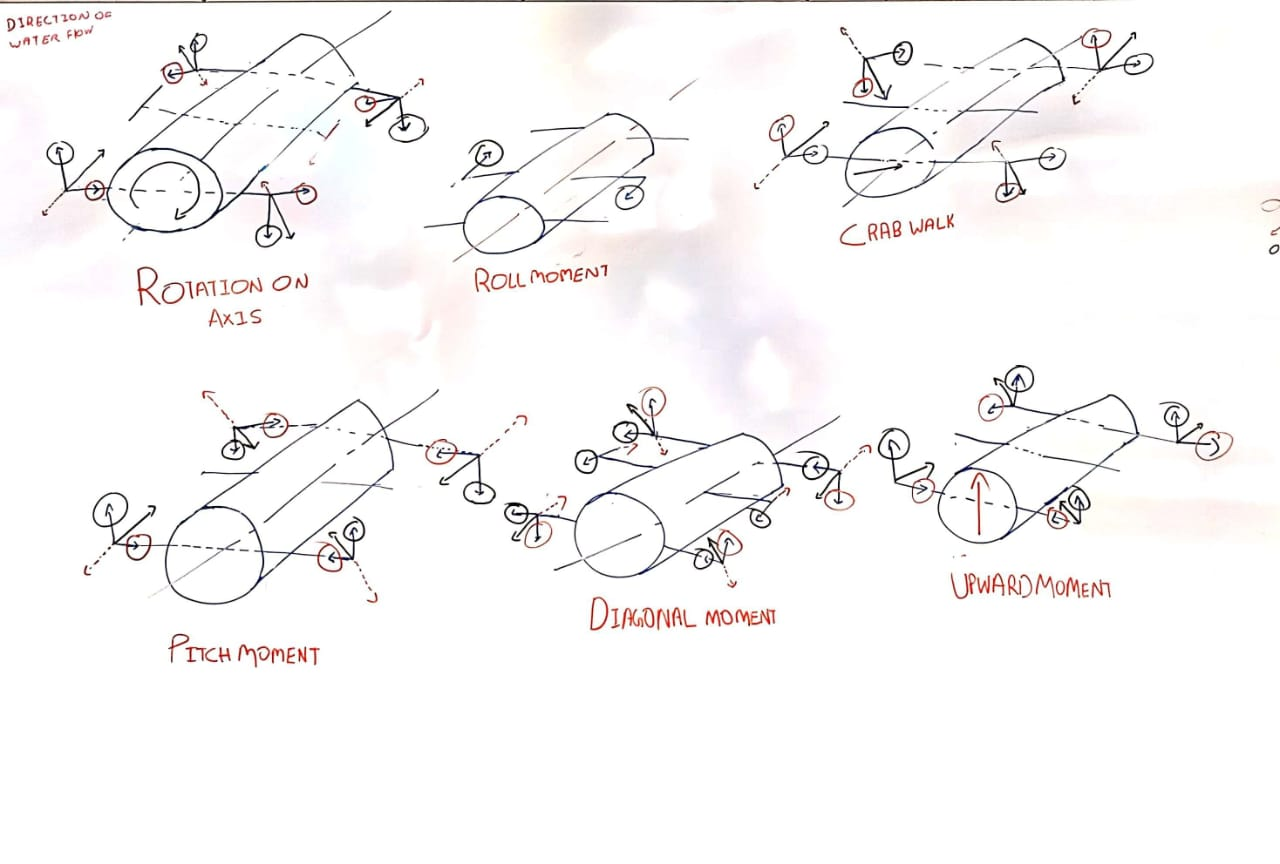 DIRECTION OF
WATER FLOW
ROTATION ON
AXIS
ROLL MOMENT
CRAB WALK
PITCH MOMENT
DIAGONAL MOMENT
UPWARD MOMENT